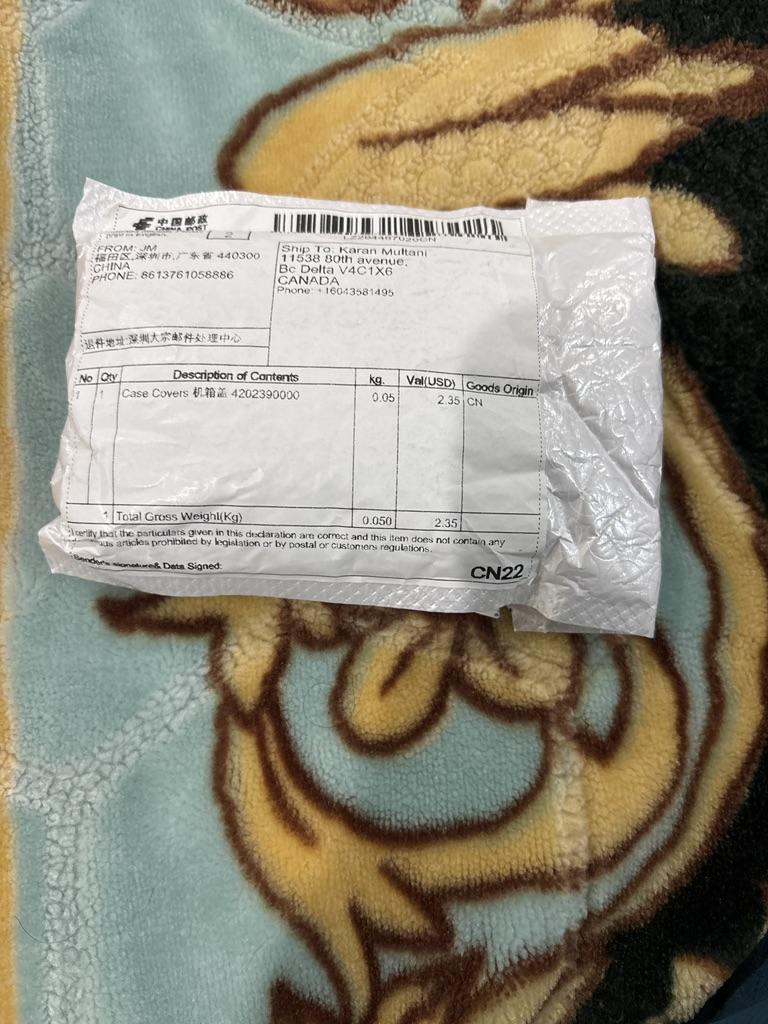 中国邮政
CHINA POST
2
FROM: JM
福田区,深圳市,广东省 440300
CHINA
PHONE: 8613761058886
Ship To: Karan Multani
11538 80th avenue,
Bc Delta V4C1X6
CANADA
Phone: +16043581495
退件地址:深圳大宗邮件处理中心
No Qty Description of Contents kg. Val(USD) Goods Origin
1 1 Case Covers 机箱盖 4202390000 0.05 2.35 CN
1 Total Gross Weight(Kg) 0.050 2.35
I certify that the particulars given in this declaration are correct and this item does not contain any
articles prohibited by legislation or by postal or customers regulations.
Sender's signature& Data Signed:
CN22